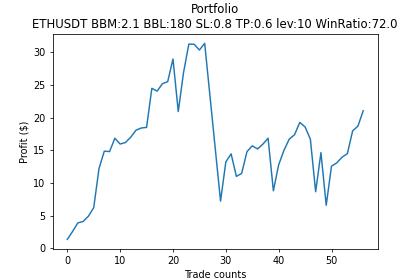 Portfolio
ETHUSDT BBM:2.1 BBL:180 SL:0.8 TP:0.6 lev:10 WinRatio:72.0
30
25
20
15
10
5
0
Profit ($)
0 10 20 30 40 50
Trade counts